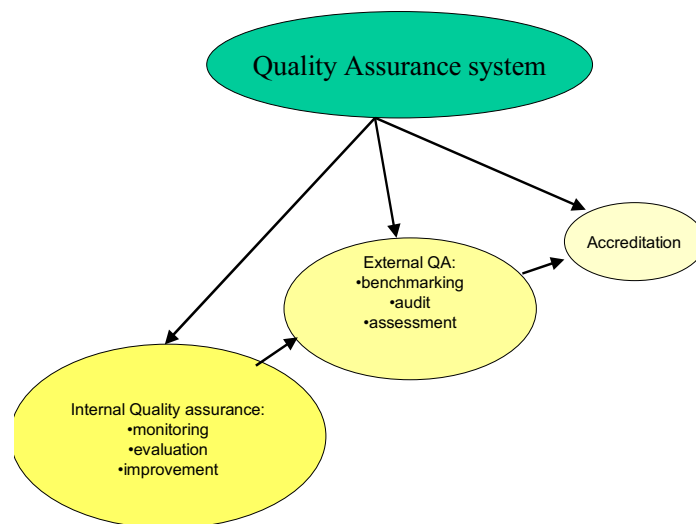 Quality Assurance system
Accreditation
External QA:
•benchmarking
•audit
•assessment
Internal Quality assurance:
•monitoring
•evaluation
•improvement